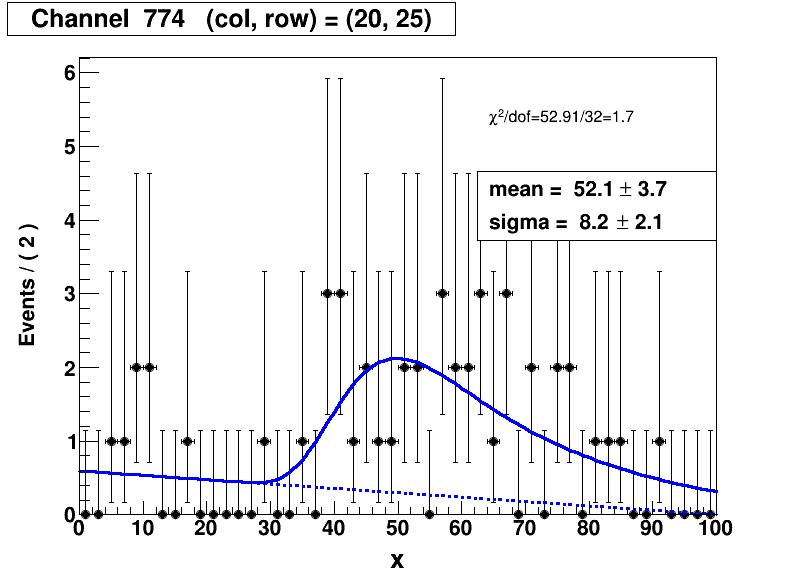 Channel  774   (col, row) = (20, 25)
χ²/dof=52.91/32=1.7
mean =  52.1 ± 3.7
sigma =  8.2 ± 2.1
Events / ( 2 )
6
5
4
3
2
1
0
0 10 20 30 40 50 60 70 80 90 100
x